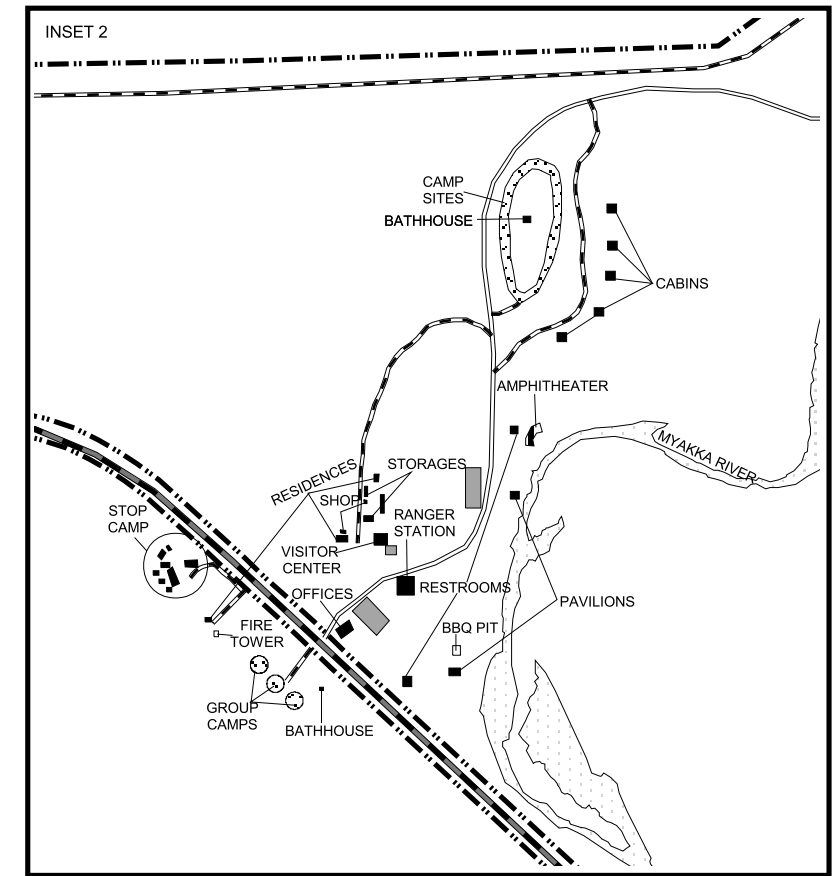 INSET 2
CAMP
SITES
BATHHOUSE
CABINS
AMPHITHEATER
MYAKKA RIVER
RESIDENCES
STORAGES
SHOP
STOP
CAMP
RANGER
STATION
VISITOR
CENTER
OFFICES
RESTROOMS
PAVILIONS
FIRE
TOWER
BBQ PIT
GROUP
CAMPS
BATHHOUSE